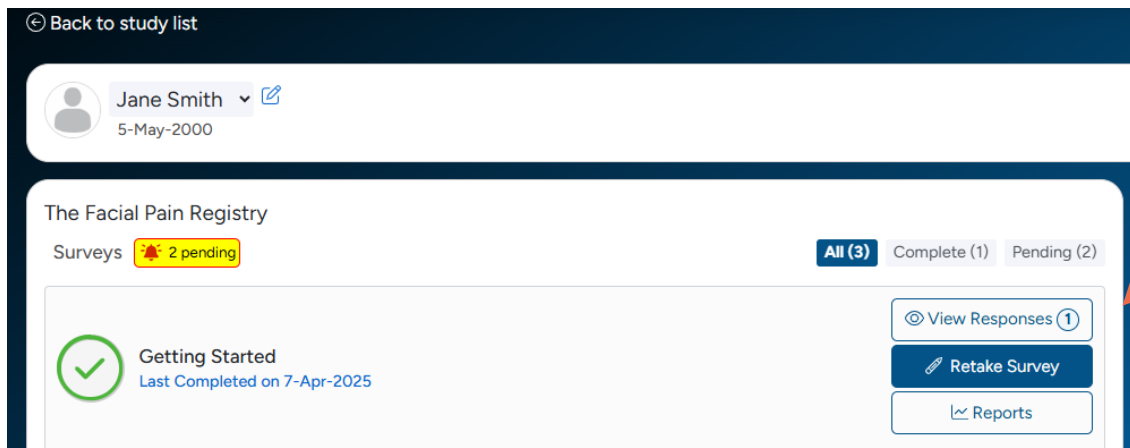 Back to study list
Jane Smith
5-May-2000
The Facial Pain Registry
Surveys 2 pending All (3) Complete (1) Pending (2)
View Responses 1
Getting Started
Last Completed on 7-Apr-2025
Retake Survey
Reports